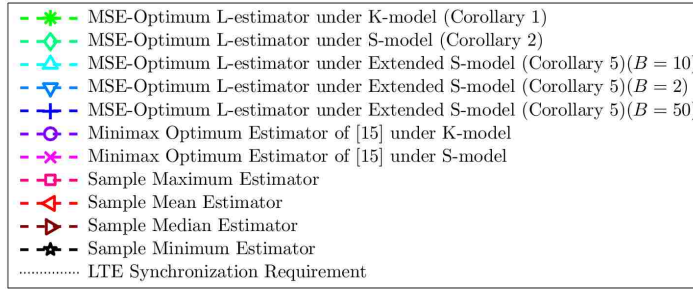 MSE-Optimum L-estimator under K-model (Corollary 1)
MSE-Optimum L-estimator under S-model (Corollary 2)
MSE-Optimum L-estimator under Extended S-model (Corollary 5)(B = 10)
MSE-Optimum L-estimator under Extended S-model (Corollary 5)(B = 2)
MSE-Optimum L-estimator under Extended S-model (Corollary 5)(B = 50)
Minimax Optimum Estimator of [15] under K-model
Minimax Optimum Estimator of [15] under S-model
Sample Maximum Estimator
Sample Mean Estimator
Sample Median Estimator
Sample Minimum Estimator
LTE Synchronization Requirement